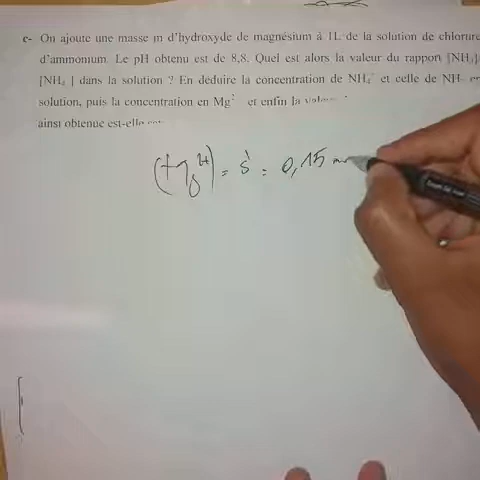 c- On ajoute une masse m d'hydroxyde de magnésium à 1L de la solution de chlorure
d'ammonium. Le pH obtenu est de 8,8. Quel est alors la valeur du rapport [NH3]/
[NH4 ] dans la solution ? En déduire la concentration de NH4+ et celle de NH en
solution, puis la concentration en Mg2 et enfin la
ainsi obtenue est-elle
= s' = 0,15